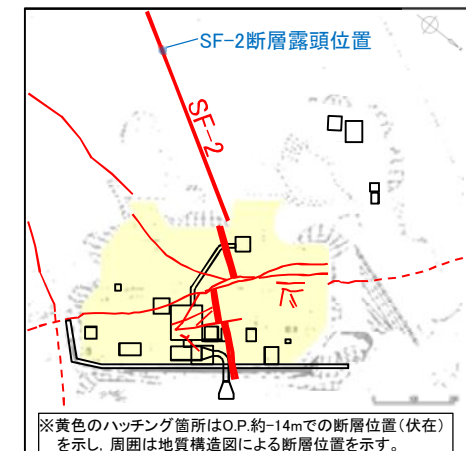 SF-2断層露頭位置
SF-2
※黄色のハッチング箇所はO.P.約-14mでの断層位置(伏在)
を示し，周囲は地質構造図による断層位置を示す。